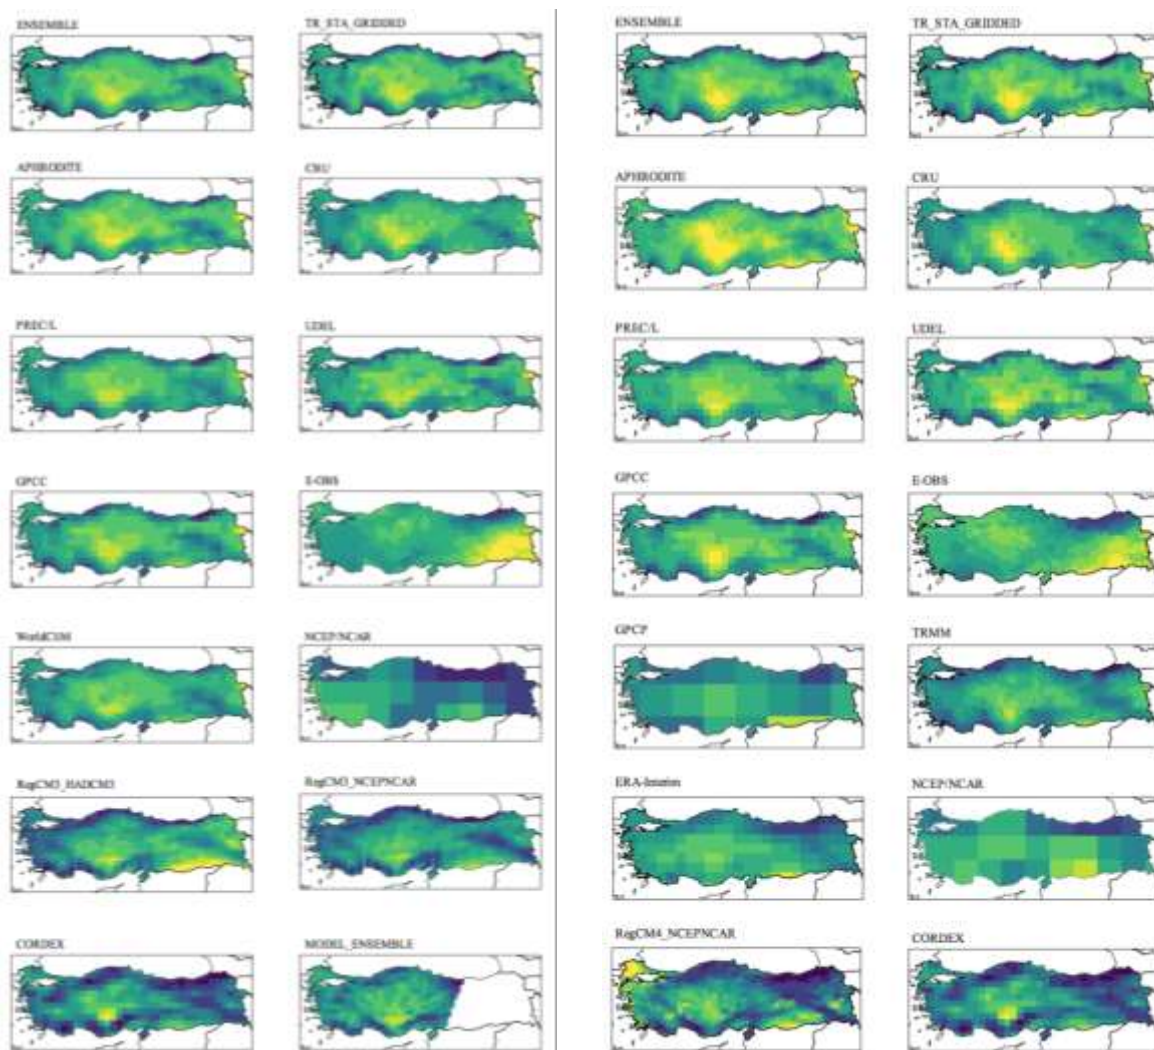 ENSEMBLE TR_STA_GRIDDED ENSEMBLE TR_STA_GRIDDED
APHRODITE CRU APHRODITE CRU
PREC/L UDEL PREC/L UDEL
GPCC E-OBS GPCC E-OBS
WorldClIM NCEP/NCAR GPCP TRMM
RegCM3_HADCM3 RegCM3_NCEPNCAR ERA-Interim NCEP/NCAR
CORDEX MODEL_ENSEMBLE RegCM4_NCEPNCAR CORDEX